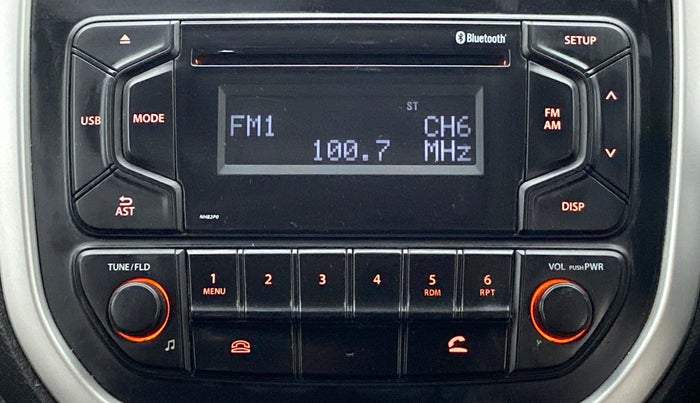 Bluetooth
SETUP
USB
MODE
ST
FM1 CH6
100.7 MHz
FM
AM
AST
DISP
NH82P0
TUNE/FLD
VOL PUSH PWR
1 2 3 4 5 6
MENU RDM RPT